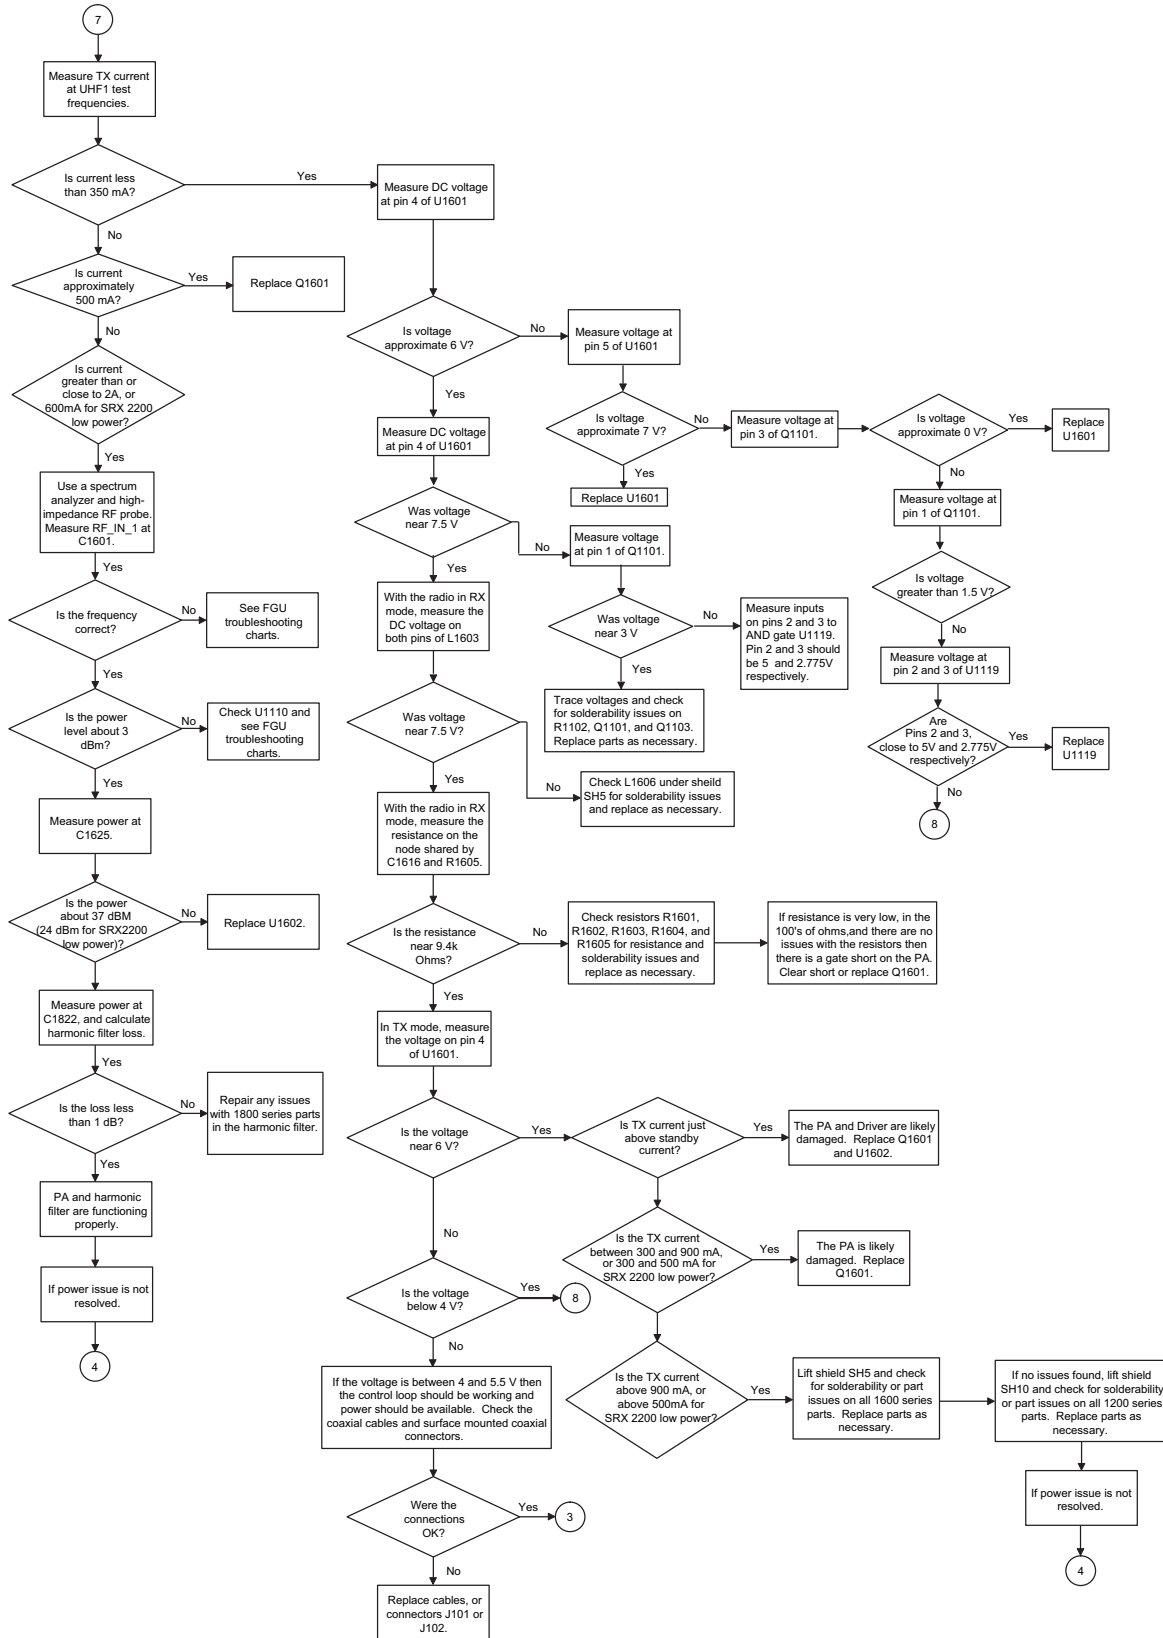 7
Measure TX current
at UHF1 test
frequencies.
Is current less
than 350 mA?
Yes
No
Measure DC voltage
at pin 4 of U1601
Is current
approximately
500 mA?
Yes
No
Replace Q1601
Is current
greater than or
close to 2A, or
600mA for SRX 2200
low power?
Yes
Use a spectrum
analyzer and high-
impedance RF probe.
Measure RF_IN_1 at
C1601.
Yes
Is the frequency
correct?
No
Yes
See FGU
troubleshooting
charts.
Is the power
level about 3
dBm?
No
Yes
Check U1110 and
see FGU
troubleshooting
charts.
Measure power at
C1625.
Is the power
about 37 dBM
(24 dBm for SRX2200
low power)?
No
Replace U1602.
Measure power at
C1822, and calculate
harmonic filter loss.
Yes
Is the loss less
than 1 dB?
No
Yes
Repair any issues
with 1800 series parts
in the harmonic filter.
PA and harmonic
filter are functioning
properly.
If power issue is not
resolved.
4
Is voltage
approximate 6 V?
No
Yes
Measure voltage at
pin 5 of U1601
Is voltage
approximate 7 V?
No
Yes
Replace U1601
Measure voltage at
pin 3 of Q1101.
Is voltage
approximate 0 V?
Yes
No
Replace
U1601
Measure voltage at
pin 1 of Q1101.
Is voltage
greater than 1.5 V?
No
Measure voltage at
pin 2 and 3 of U1119
Are
Pins 2 and 3,
close to 5V and 2.775V
respectively?
Yes
No
Replace
U1119
8
Measure DC voltage
at pin 4 of U1601
Was voltage
near 7.5 V
No
Yes
Measure voltage
at pin 1 of Q1101.
Was voltage
near 3 V
No
Yes
Measure inputs
on pins 2 and 3 to
AND gate U1119.
Pin 2 and 3 should
be 5  and 2.775V
respectively.
Trace voltages and check
for solderability issues on
R1102, Q1101, and Q1103.
Replace parts as necessary.
With the radio in RX
mode, measure the
DC voltage on
both pins of L1603
Was voltage
near 7.5 V?
No
Yes
Check L1606 under sheild
SH5 for solderability issues
and replace as necessary.
With the radio in RX
mode, measure the
resistance on the
node shared by
C1616 and R1605.
Is the resistance
near 9.4k
Ohms?
No
Yes
Check resistors R1601,
R1602, R1603, R1604, and
R1605 for resistance and
solderability issues and
replace as necessary.
If resistance is very low, in the
100's of ohms,and there are no
issues with the resistors then
there is a gate short on the PA.
Clear short or replace Q1601.
In TX mode, measure
the voltage on pin 4
of U1601.
Is the voltage
near 6 V?
Yes
No
Is TX current just
above standby
current?
Yes
The PA and Driver are likely
damaged.  Replace Q1601
and U1602.
Is the TX current
between 300 and 900 mA,
or 300 and 500 mA for
SRX 2200 low power?
Yes
The PA is likely
damaged.  Replace
Q1601.
Is the voltage
below 4 V?
Yes
No
8
Is the TX current
above 900 mA, or
above 500mA for
SRX 2200 low power?
Yes
Lift shield SH5 and check
for solderability or part
issues on all 1600 series
parts.  Replace parts as
necessary.
If no issues found, lift shield
SH10 and check for solderability
or part issues on all 1200 series
parts.  Replace parts as
necessary.
If power issue is not
resolved.
4
If the voltage is between 4 and 5.5 V then
the control loop should be working and
power should be available.  Check the
coaxial cables and surface mounted coaxial
connectors.
Were the
connections
OK?
Yes
No
3
Replace cables, or
connectors J101 or
J102.